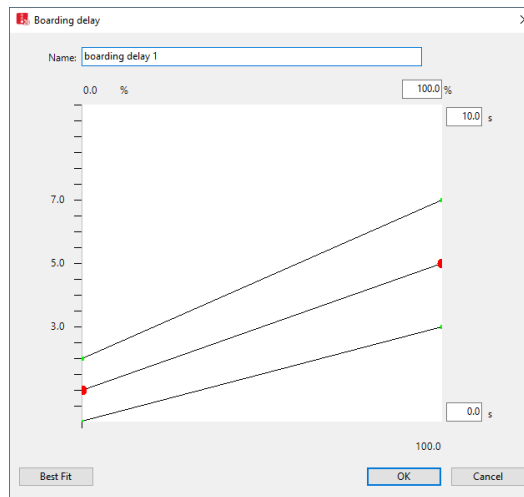 Boarding delay
Name: boarding delay 1
0.0 % 100.0 %
10.0 s
7.0
5.0
3.0
0.0 s
100.0
Best Fit OK Cancel